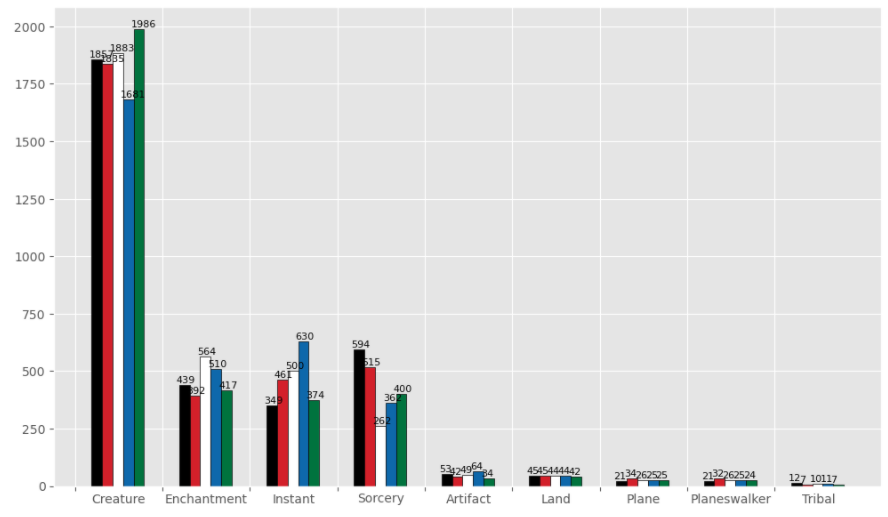 2000
1750
1500
1250
1000
750
500
250
0
1857 1835 1883 1681 1986
439 392 564 510 417
349 461 500 630 374
594 515 262 362 400
53 42 49 64 34
45 45 44 44 42
21 34 26 25 25
21 32 26 25 24
12 7 10 11 7
Creature Enchantment Instant Sorcery Artifact Land Plane Planeswalker Tribal